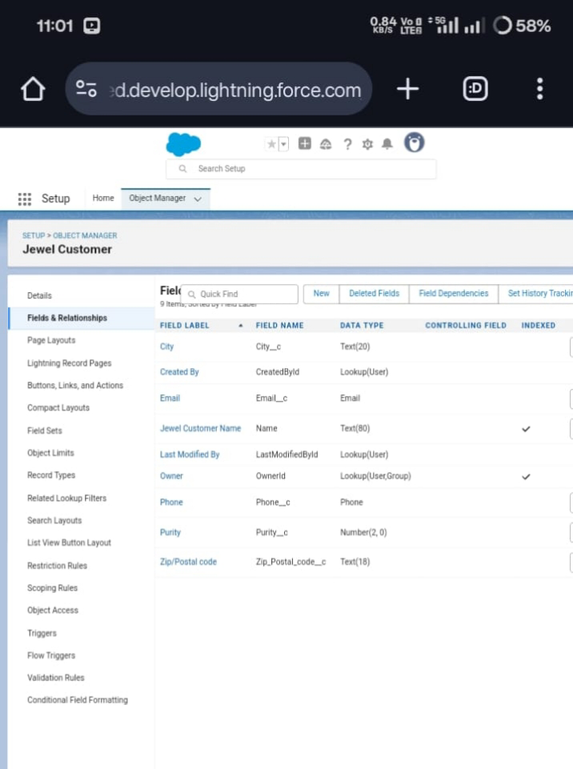 11:01 0.84 KB/S Vo LTE 5G 58%
:D
ed.develop.lightning.force.com
Search Setup
Setup Home Object Manager
SETUP > OBJECT MANAGER
Jewel Customer
Details
Fields & Relationships
Page Layouts
Lightning Record Pages
Buttons, Links, and Actions
Compact Layouts
Field Sets
Object Limits
Record Types
Related Lookup Filters
Search Layouts
List View Button Layout
Restriction Rules
Scoping Rules
Object Access
Triggers
Flow Triggers
Validation Rules
Conditional Field Formatting
Quick Find New Deleted Fields Field Dependencies Set History
9 Items, Sorted by Field Label
FIELD LABEL FIELD NAME DATA TYPE CONTROLLING FIELD INDEXED
City City__c Text(20)
Created By CreatedById Lookup(User)
Email Email__c Email
Jewel Customer Name Name Text(80)
Last Modified By LastModifiedById Lookup(User)
Owner OwnerId Lookup(User,Group)
Phone Phone__c Phone
Purity Purity__c Number(2, 0)
Zip/Postal code Zip_Postal_code__c Text(18)